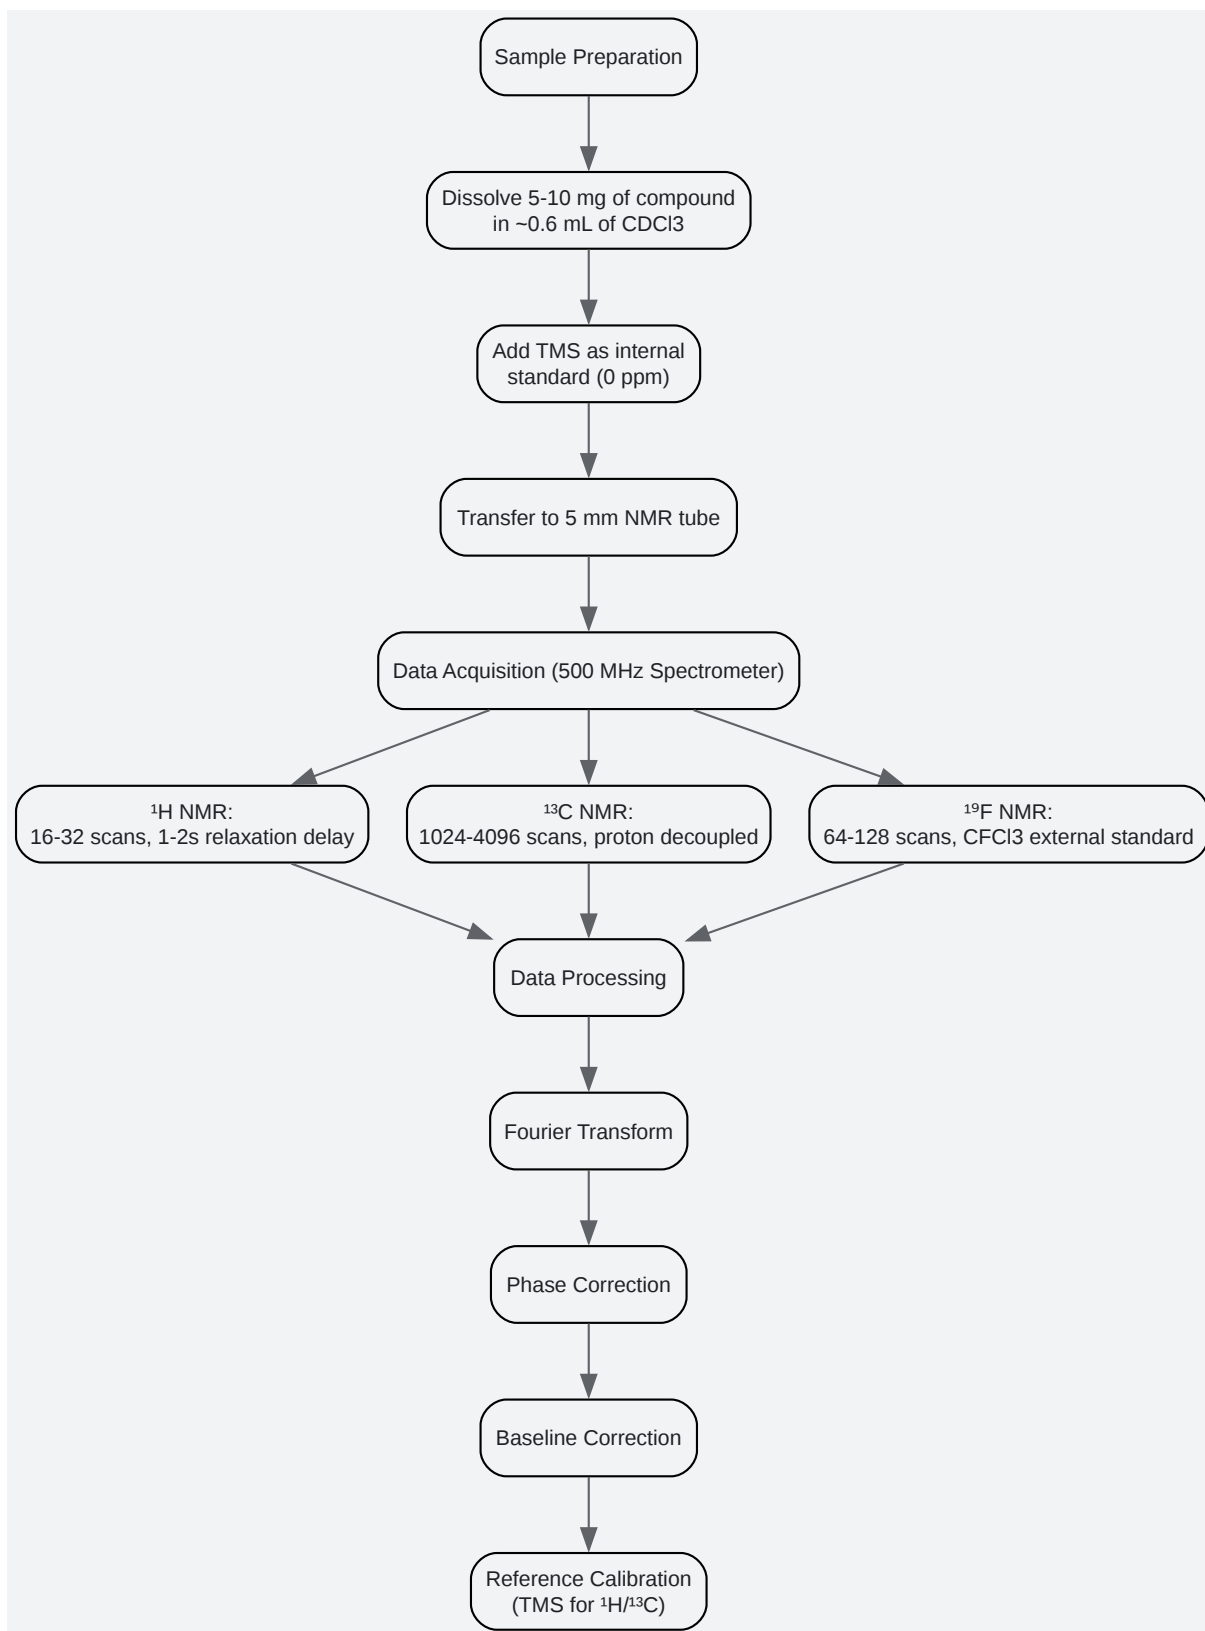 Sample Preparation
Dissolve 5-10 mg of compound
in ~0.6 mL of CDCl3
Add TMS as internal
standard (0 ppm)
Transfer to 5 mm NMR tube
Data Acquisition (500 MHz Spectrometer)
¹H NMR:
16-32 scans, 1-2s relaxation delay
¹³C NMR:
1024-4096 scans, proton decoupled
¹⁹F NMR:
64-128 scans, CFCl3 external standard
Data Processing
Fourier Transform
Phase Correction
Baseline Correction
Reference Calibration
(TMS for ¹H/¹³C)